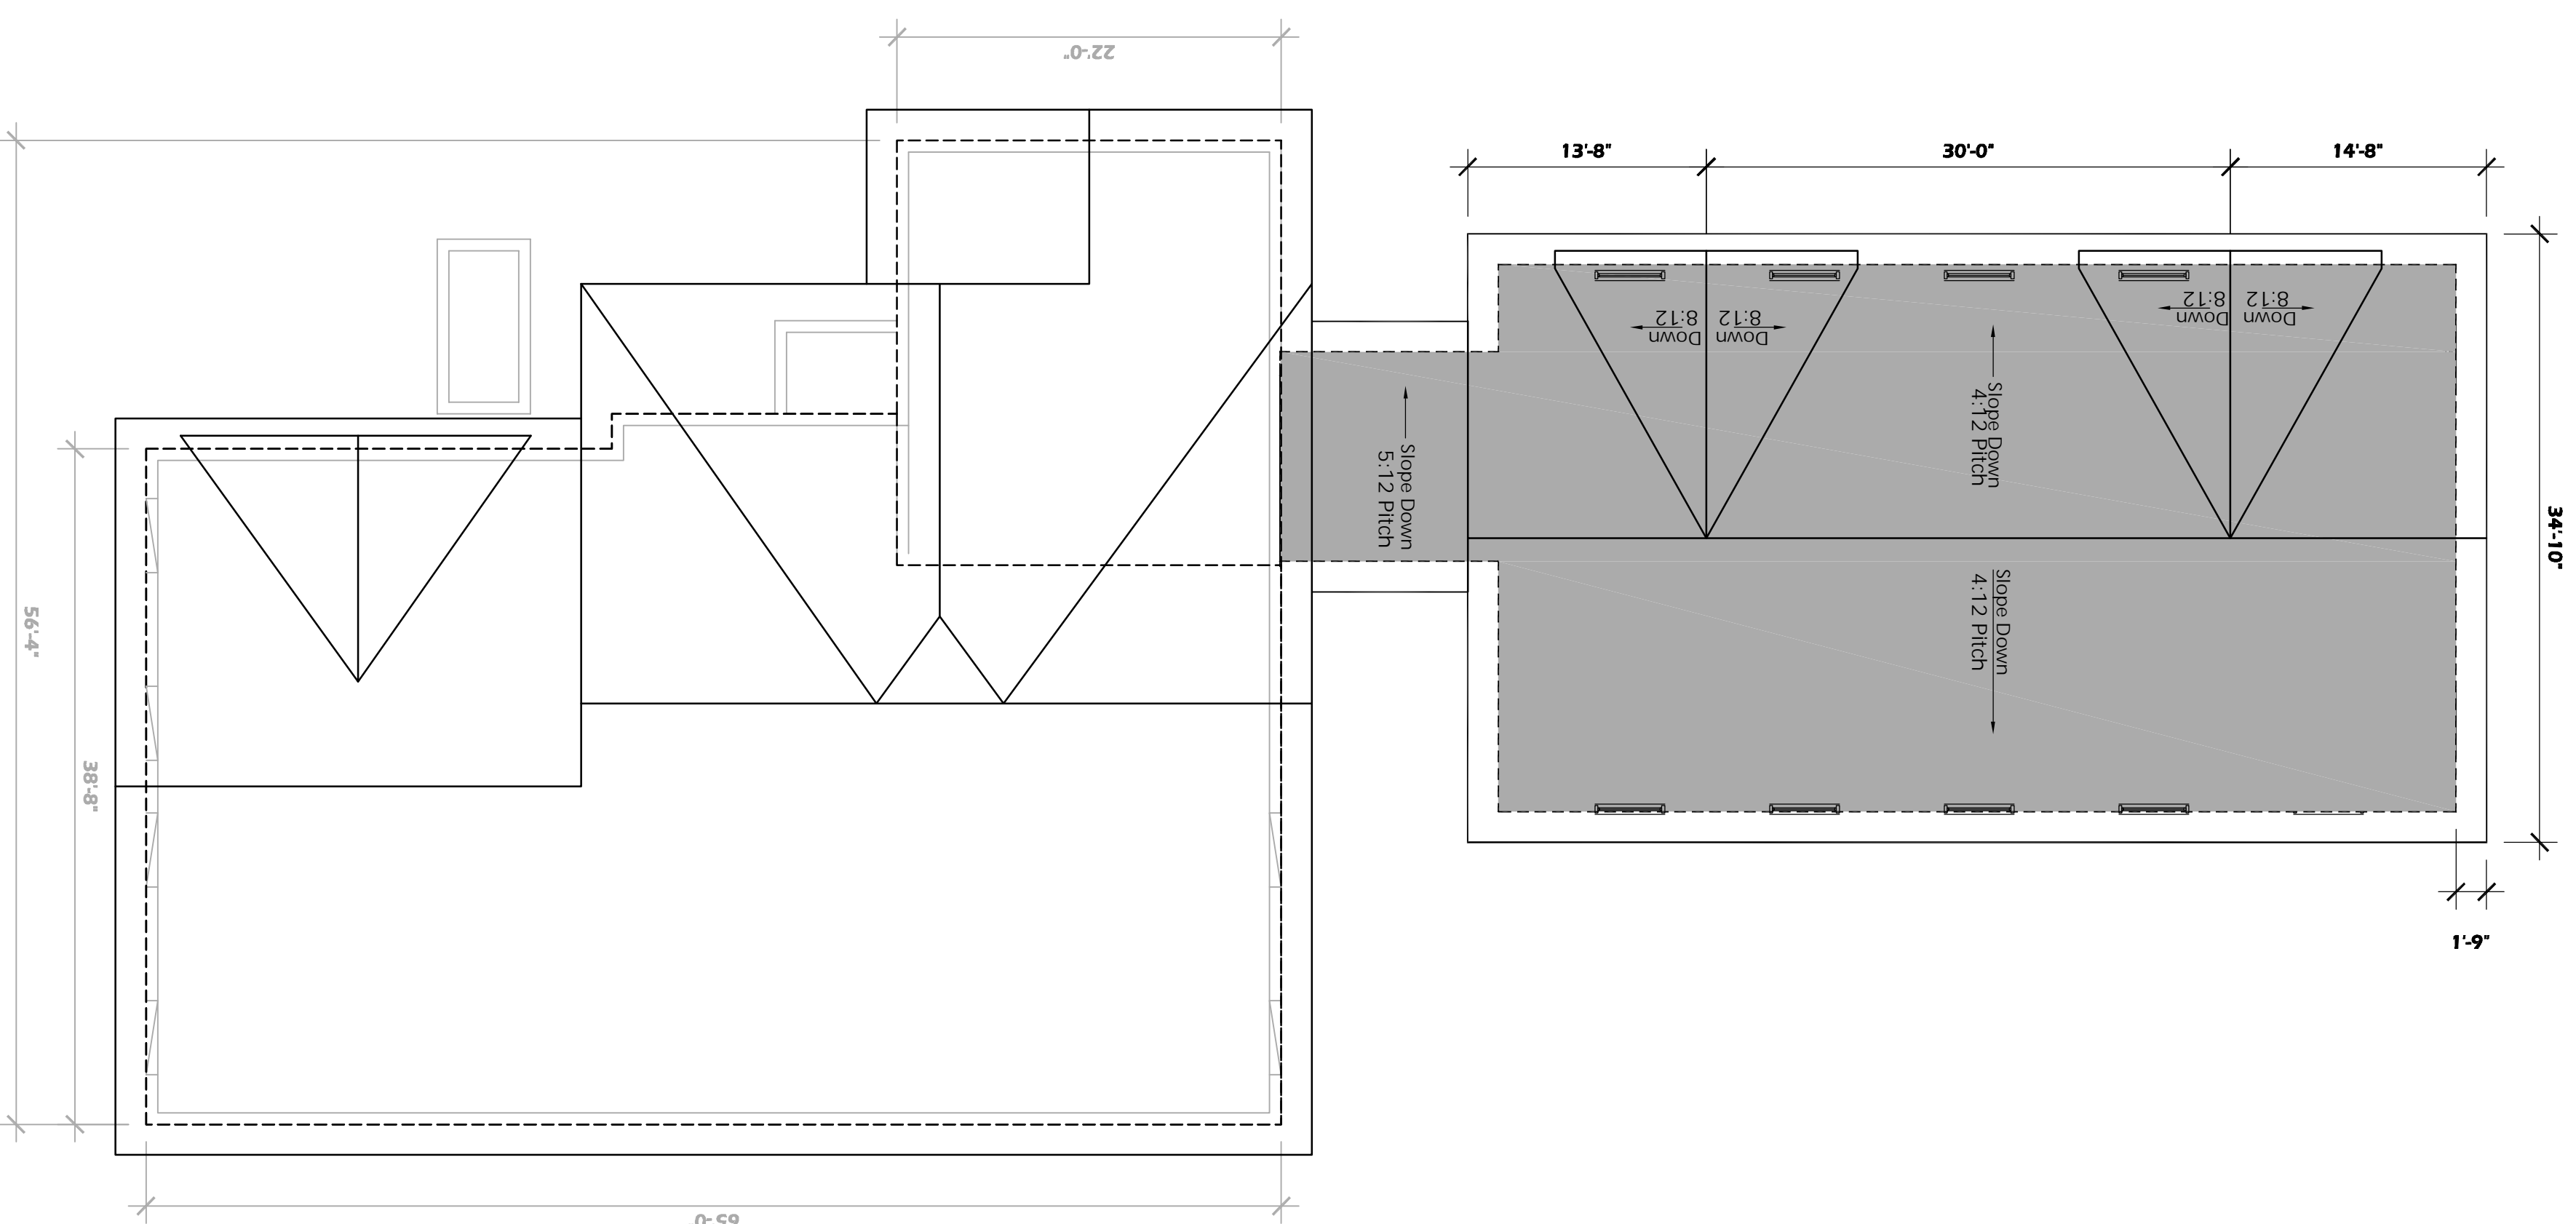 22'-0"
13'-8"
30'-0"
14'-8"
8:12
Down
8:12
Down
8:12
Down
8:12
Down
Slope Down
4:12 Pitch
Slope Down
5:12 Pitch
34'-10"
Slope Down
4:12 Pitch
56'-4"
38'-8"
1'-9"
65'-0"